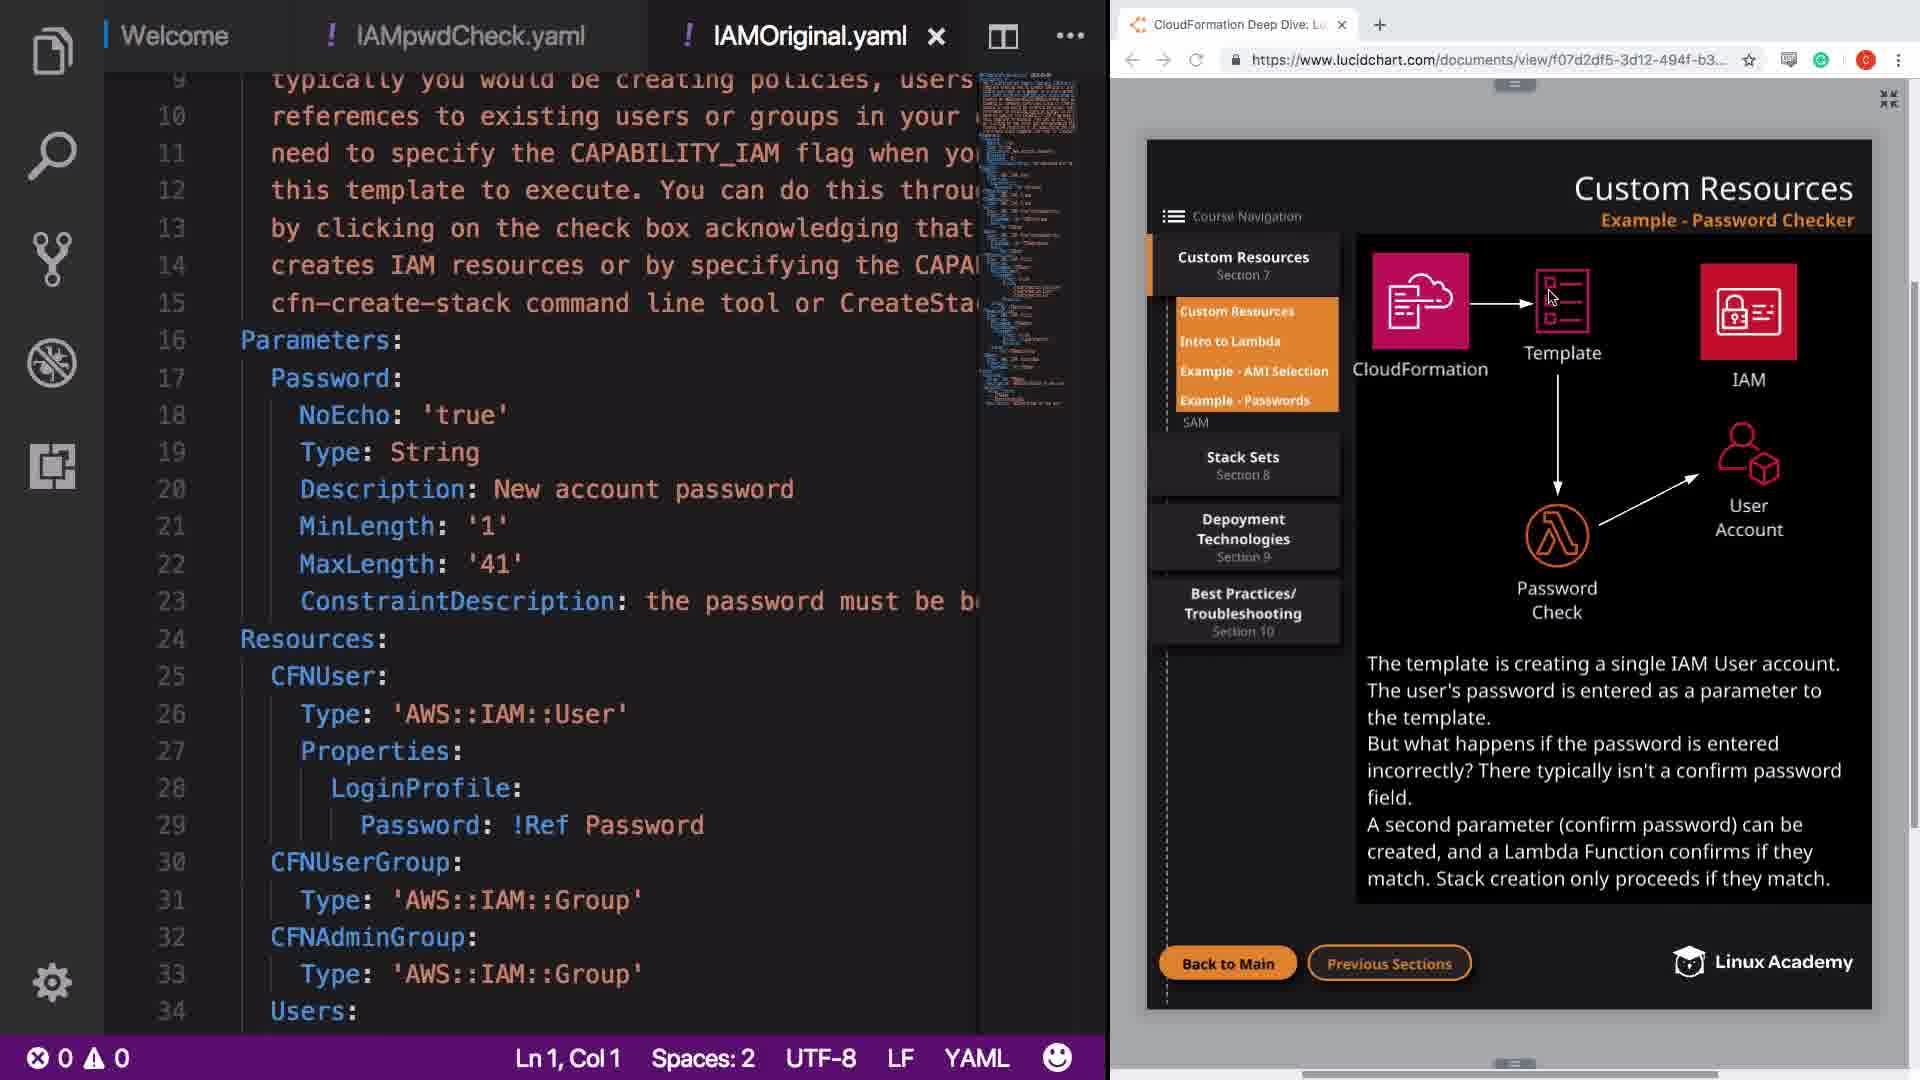 Welcome
! IAMpwdCheck.yaml
! IAMOriginal.yaml
9 typically you would be creating policies, users
10 referemces to existing users or groups in your
11 need to specify the CAPABILITY_IAM flag when yo
12 this template to execute. You can do this throu
13 by clicking on the check box acknowledging that
14 creates IAM resources or by specifying the CAPA
15 cfn-create-stack command line tool or CreateSta
16 Parameters:
17 Password:
18 NoEcho: 'true'
19 Type: String
20 Description: New account password
21 MinLength: '1'
22 MaxLength: '41'
23 ConstraintDescription: the password must be b
24 Resources:
25 CFNUser:
26 Type: 'AWS::IAM::User'
27 Properties:
28 LoginProfile:
29 Password: !Ref Password
30 CFNUserGroup:
31 Type: 'AWS::IAM::Group'
32 CFNAdminGroup:
33 Type: 'AWS::IAM::Group'
34 Users:
0 0 Ln 1, Col 1 Spaces: 2 UTF-8 LF YAML
CloudFormation Deep Dive: Lu
https://www.lucidchart.com/documents/view/f07d2df5-3d12-494f-b3...
C
Custom Resources
Example - Password Checker
Course Navigation
Custom Resources
Section 7
Custom Resources
Intro to Lambda
Example - AMI Selection
Example - Passwords
SAM
Stack Sets
Section 8
Depoyment
Technologies
Section 9
Best Practices/
Troubleshooting
Section 10
CloudFormation
Template
IAM
User
Account
Password
Check
The template is creating a single IAM User account.
The user's password is entered as a parameter to
the template.
But what happens if the password is entered
incorrectly? There typically isn't a confirm password
field.
A second parameter (confirm password) can be
created, and a Lambda Function confirms if they
match. Stack creation only proceeds if they match.
Back to Main
Previous Sections
Linux Academy